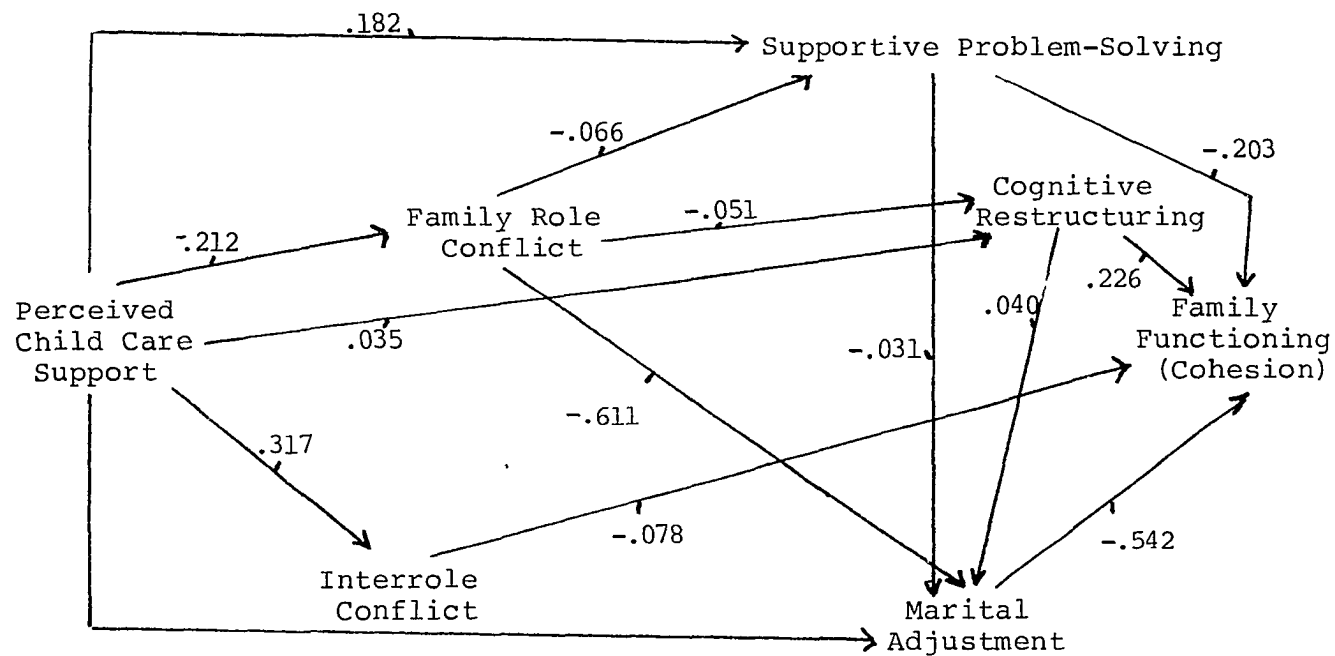 .182
Supportive Problem-Solving
-.066
-.203
Cognitive
Restructuring
Family Role
Conflict
-.051
-.212
.226
.040
Perceived
Child Care
Support
.035
Family
Functioning
(Cohesion)
-.031
-.611
.317
-.078
-.542
Interrole
Conflict
Marital
Adjustment